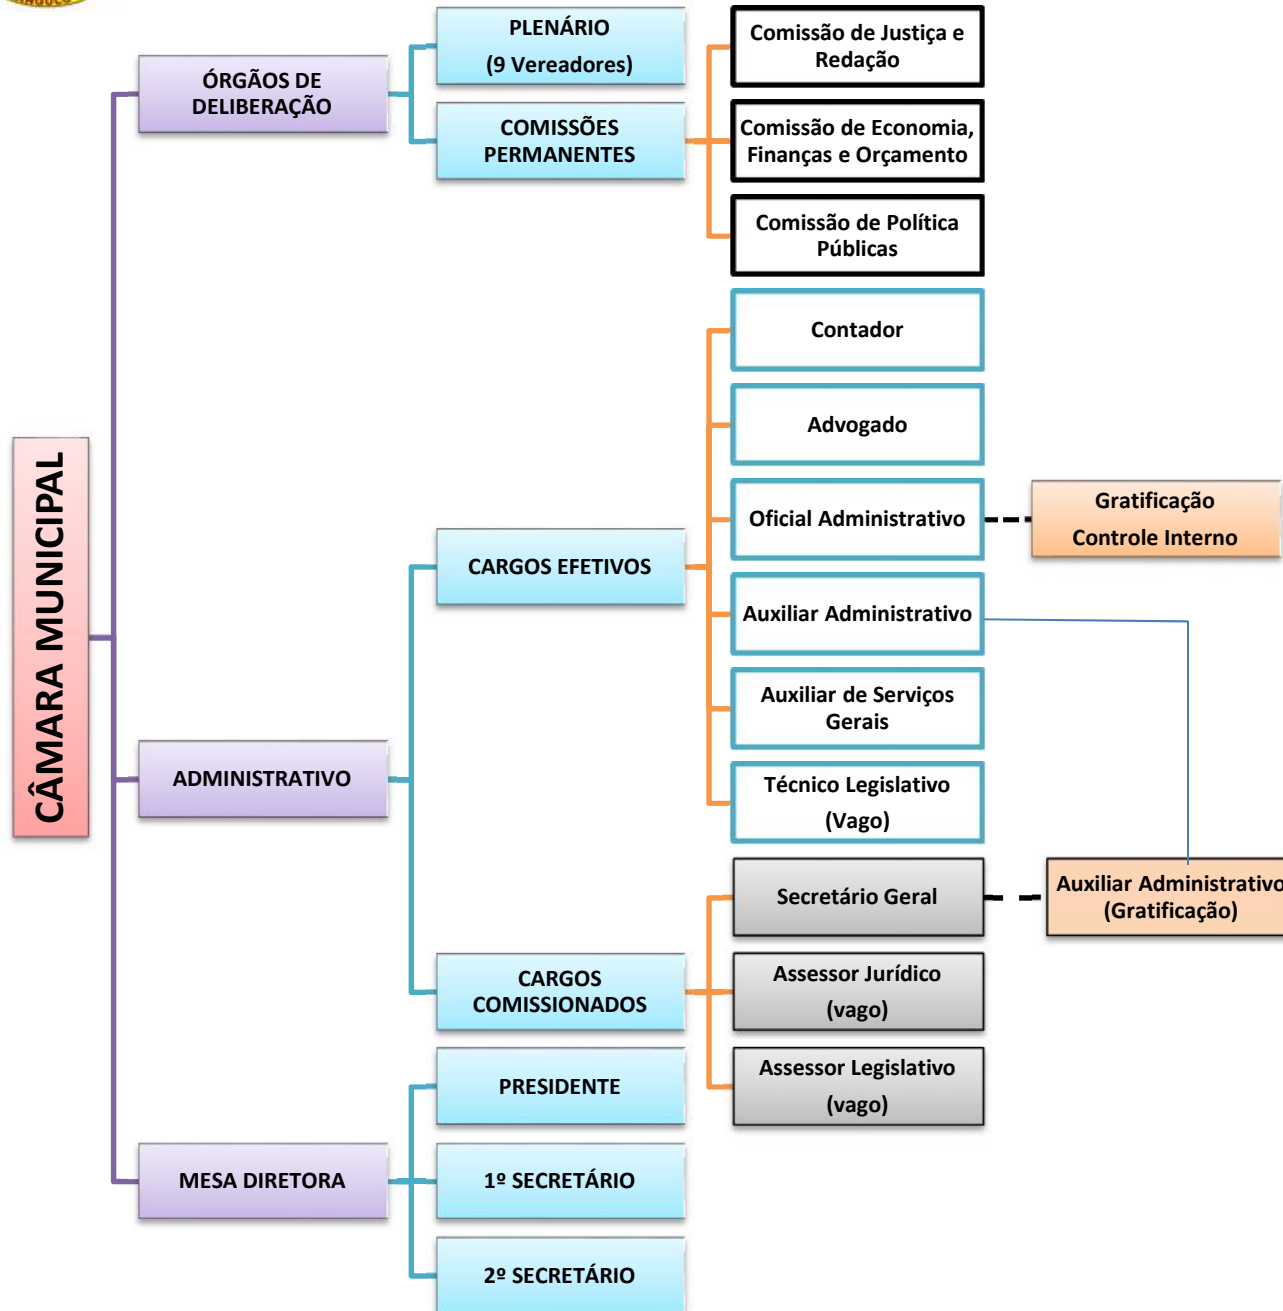 ÂNGULO
CÂMARA MUNICIPAL
ÓRGÃOS DE
DELIBERAÇÃO
PLENÁRIO
(9 Vereadores)
COMISSÕES
PERMANENTES
Comissão de Justiça e
Redação
Comissão de Economia,
Finanças e Orçamento
Comissão de Política
Públicas
ADMINISTRATIVO
CARGOS EFETIVOS
Contador
Advogado
Oficial Administrativo
Gratificação
Controle Interno
Auxiliar Administrativo
Auxiliar de Serviços
Gerais
Técnico Legislativo
(Vago)
CARGOS
COMISSIONADOS
Secretário Geral
Auxiliar Administrativo
(Gratificação)
Assessor Jurídico
(vago)
Assessor Legislativo
(vago)
MESA DIRETORA
PRESIDENTE
1º SECRETÁRIO
2º SECRETÁRIO